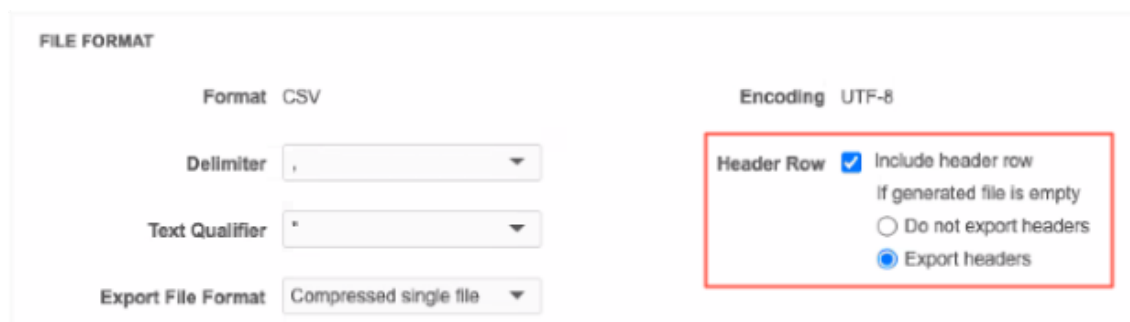 FILE FORMAT
Format CSV
Encoding UTF-8
Delimiter ,
Header Row Include header row
If generated file is empty
Do not export headers
Export headers
Text Qualifier "
Export File Format Compressed single file